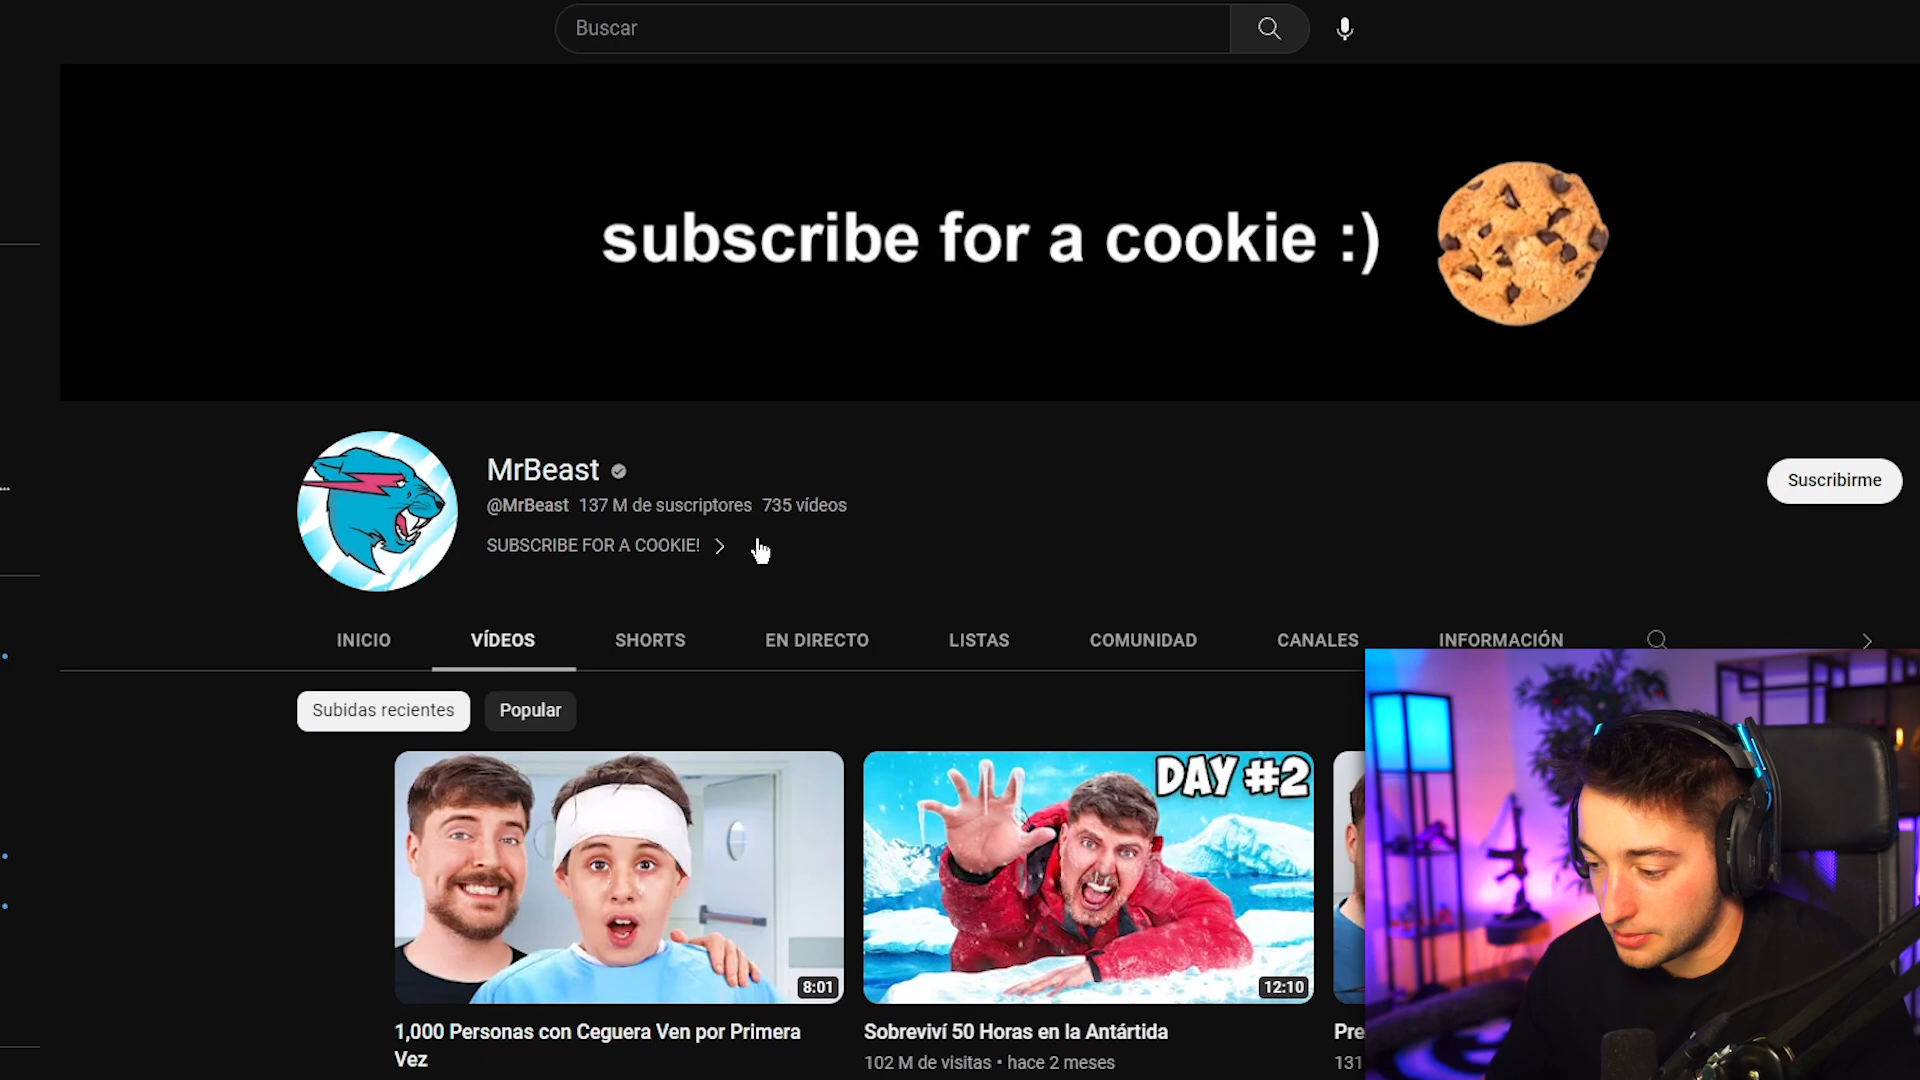 Buscar
subscribe for a cookie :)
MrBeast
@MrBeast 137 M de suscriptores 735 vídeos
SUBSCRIBE FOR A COOKIE! >
Suscribirme
INICIO
VÍDEOS
SHORTS
EN DIRECTO
LISTAS
COMUNIDAD
CANALES
INFORMACIÓN
Subidas recientes
Popular
8:01
DAY #2
12:10
1,000 Personas con Ceguera Ven por Primera
Vez
Sobreviví 50 Horas en la Antártida
102 M de visitas • hace 2 meses
Pre
131